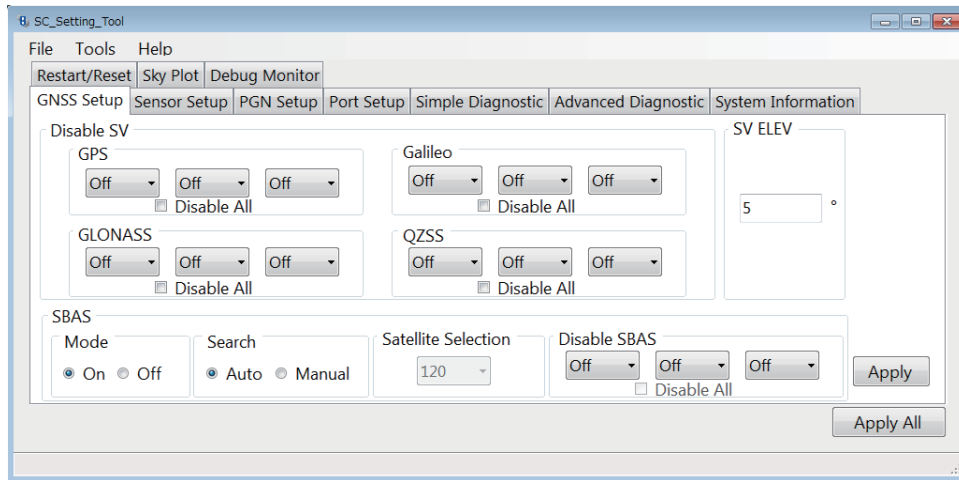 SC_Setting_Tool
File Tools Help
Restart/Reset Sky Plot Debug Monitor
GNSS Setup Sensor Setup PGN Setup Port Setup Simple Diagnostic Advanced Diagnostic System Information
Disable SV
GPS
Off Off Off
Disable All
Galileo
Off Off Off
Disable All
GLONASS
Off Off Off
Disable All
QZSS
Off Off Off
Disable All
SV ELEV
5 °
SBAS
Mode
On Off
Search
Auto Manual
Satellite Selection
120
Disable SBAS
Off Off Off
Disable All
Apply
Apply All